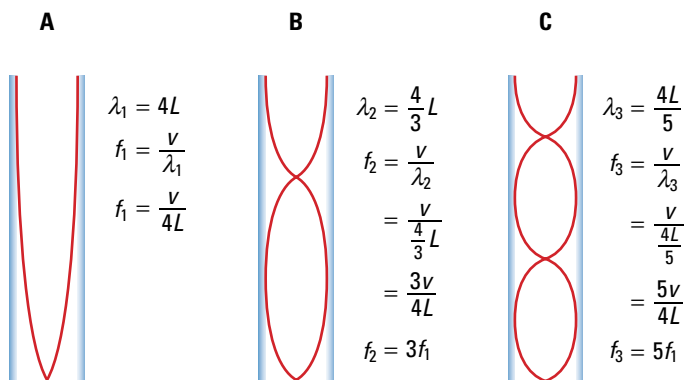 A
λ₁ = 4L
f₁ = v/λ₁
f₁ = v/4L
B
λ₂ = 4/3 L
f₂ = v/λ₂
= v/(4/3 L)
= 3v/4L
f₂ = 3f₁
C
λ₃ = 4L/5
f₃ = v/λ₃
= v/(4L/5)
= 5v/4L
f₃ = 5f₁